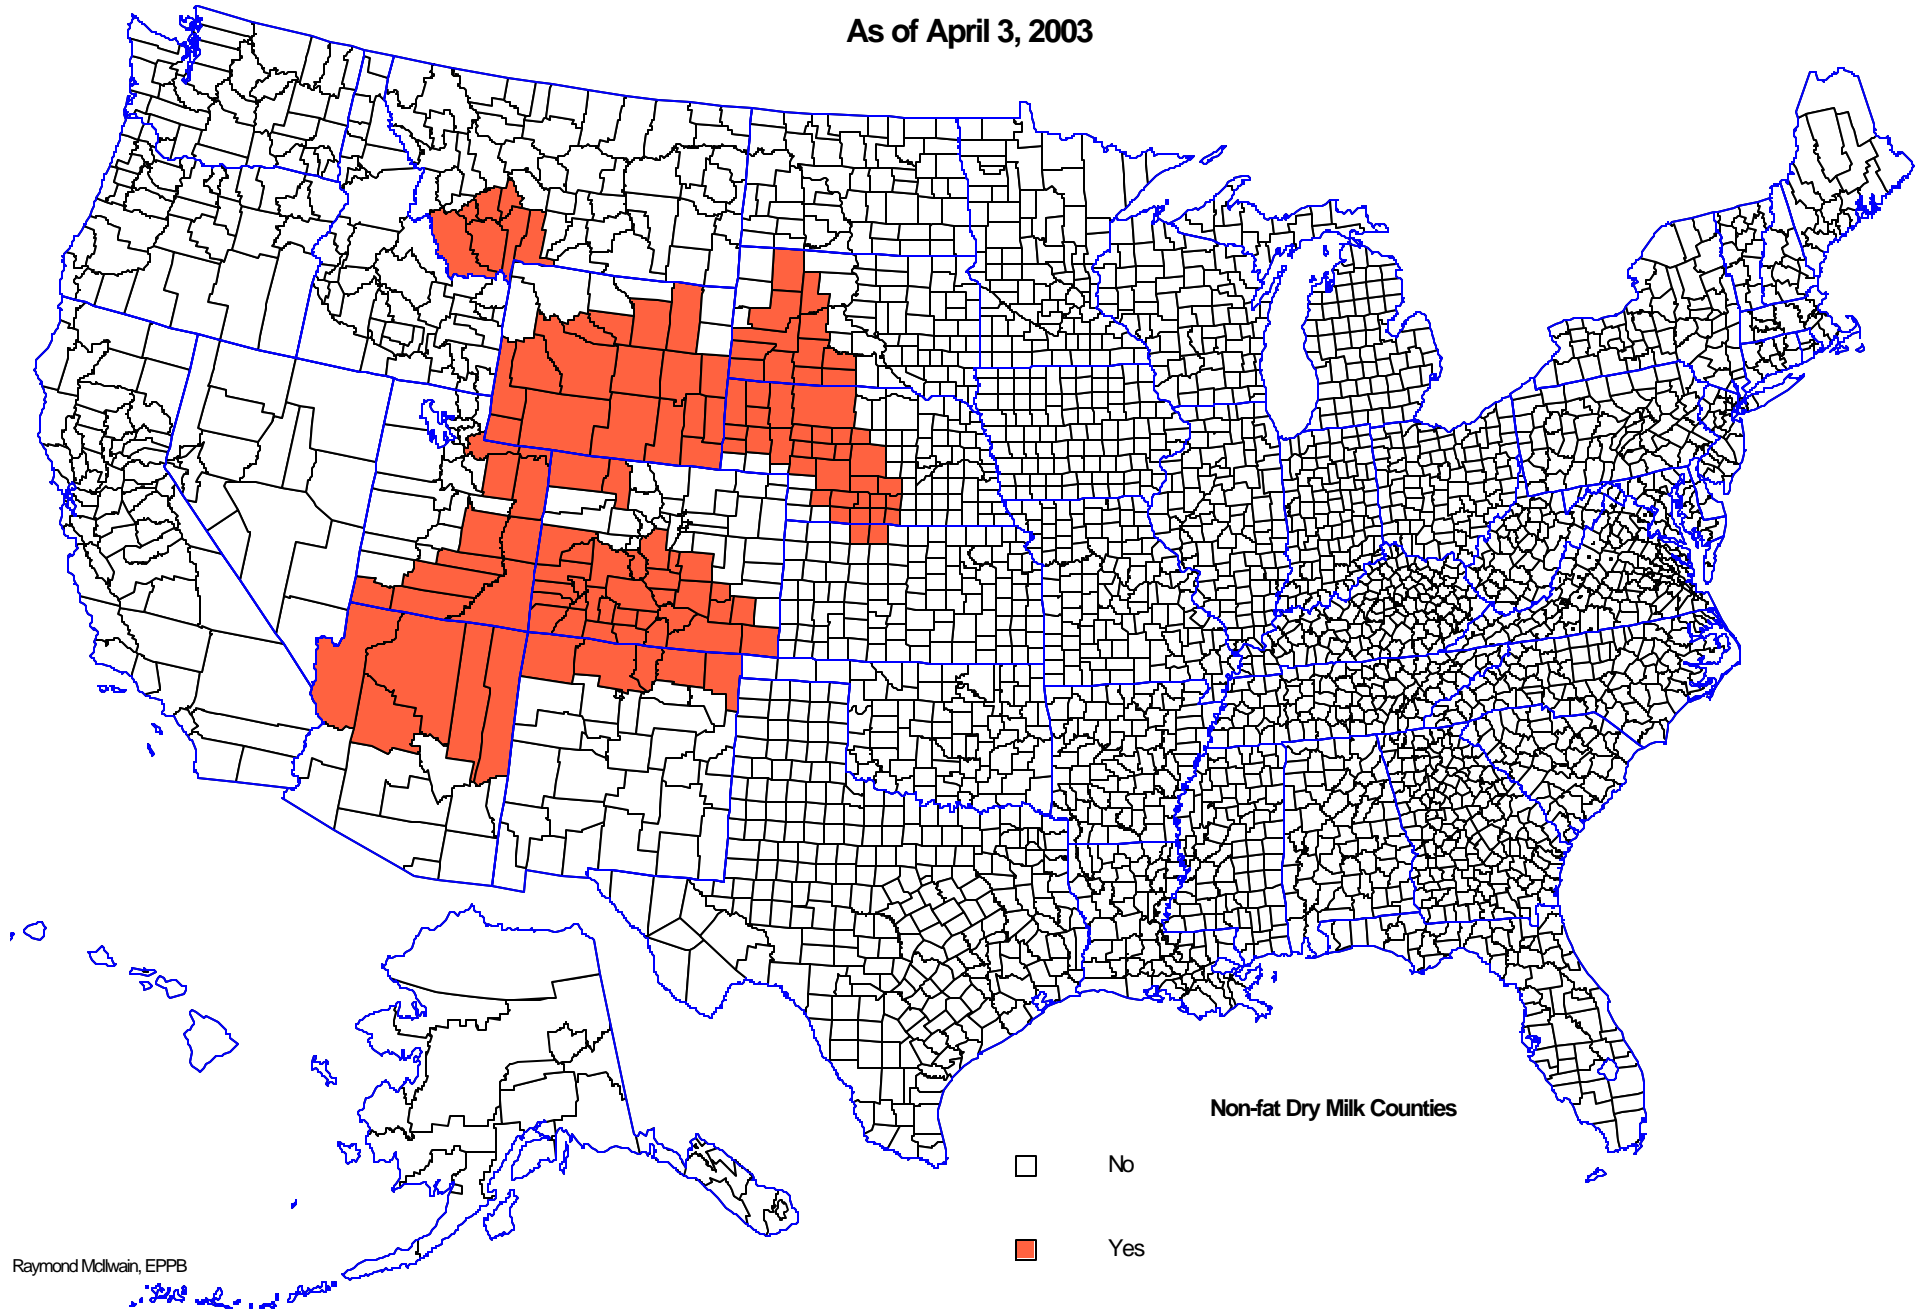 As of April 3, 2003
Non-fat Dry Milk Counties
No
Yes
Raymond McIlwain, EPPB